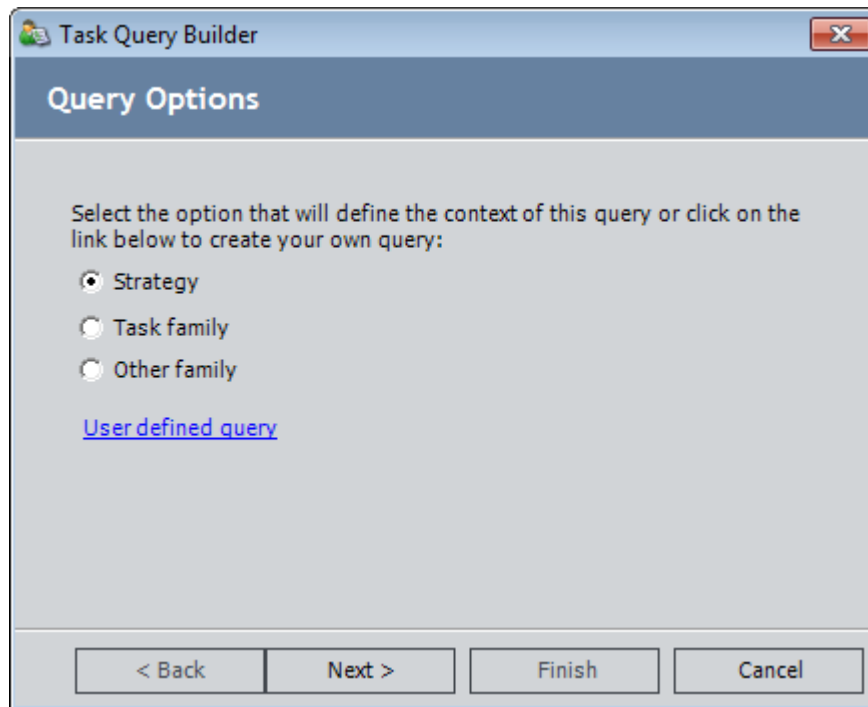 Task Query Builder
Query Options
Select the option that will define the context of this query or click on the
link below to create your own query:
Strategy
Task family
Other family
User defined query
< Back Next > Finish Cancel